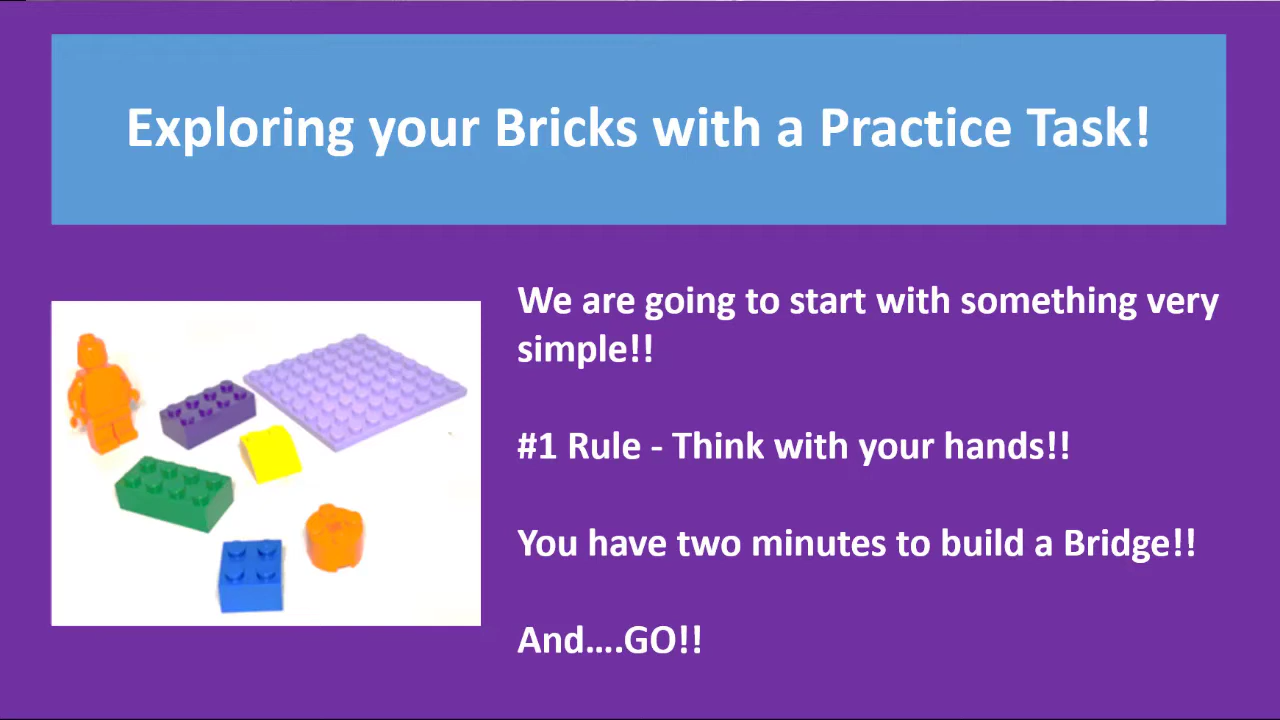 Exploring your Bricks with a Practice Task!
We are going to start with something very
simple!!
#1 Rule - Think with your hands!!
You have two minutes to build a Bridge!!
And....GO!!